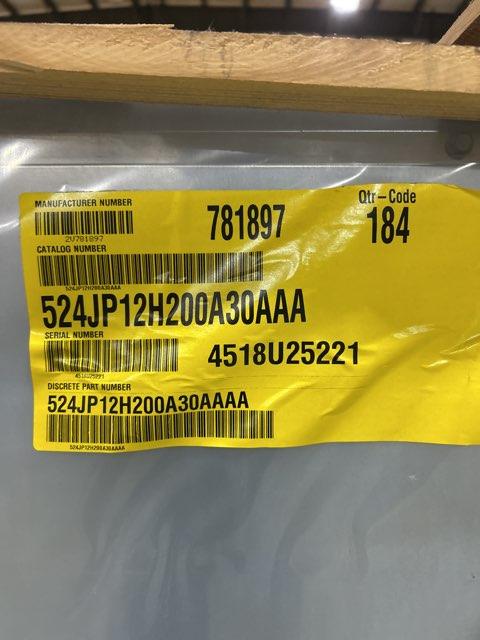 MANUFACTURER NUMBER
2V781897
781897
Qtr-Code
184
CATALOG NUMBER
524JP12H200A30AAA
524JP12H200A30AAA
SERIAL NUMBER
4518U25221
4518U25221
DISCRETE PART NUMBER
524JP12H200A30AAAA
524JP12H200A30AAAA